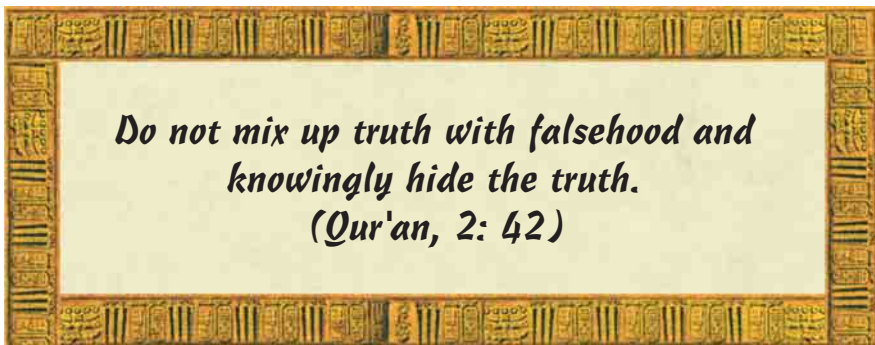 Do not mix up truth with falsehood and
knowingly hide the truth.
(Qur'an, 2: 42)